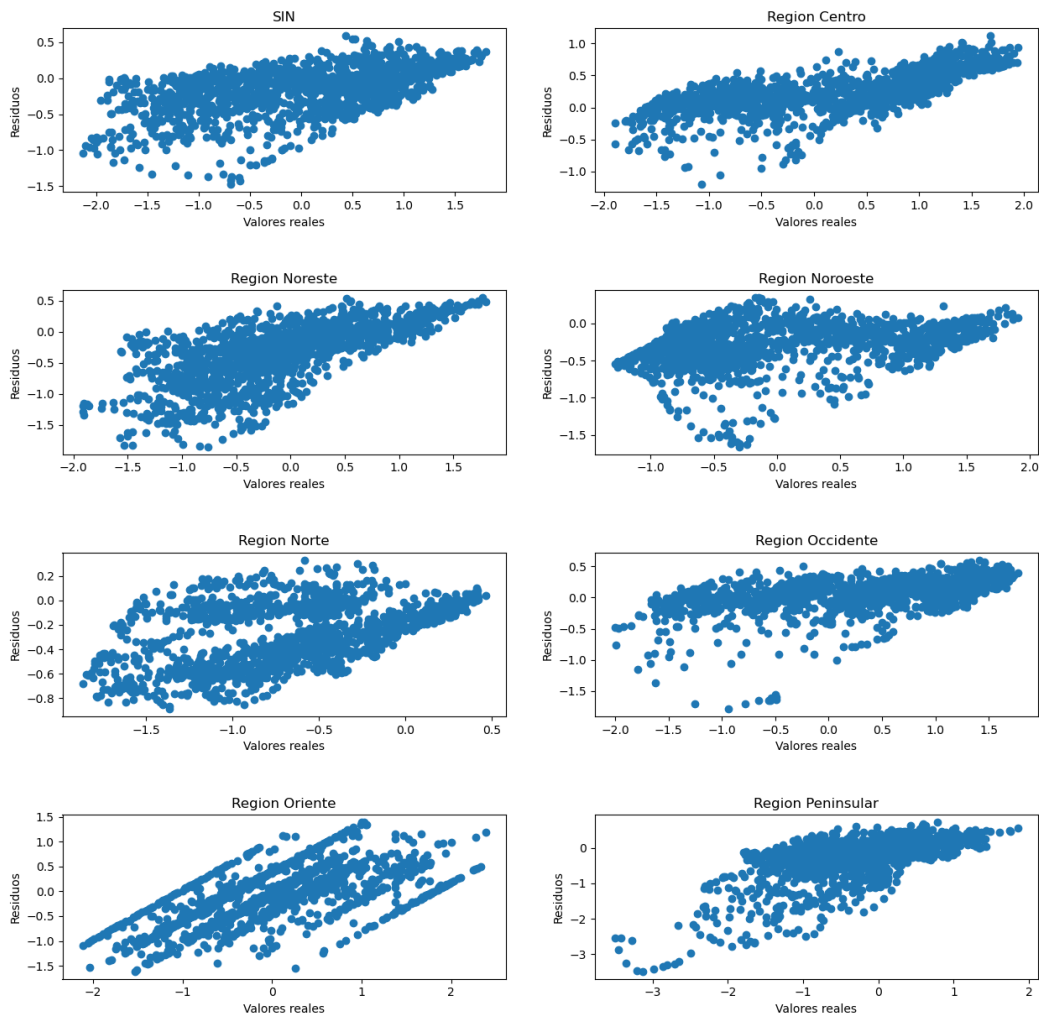 SIN
Residuos
0.5
0.0
−0.5
−1.0
−1.5
−2.0 −1.5 −1.0 −0.5 0.0 0.5 1.0 1.5
Valores reales
Region Centro
Residuos
1.0
0.5
0.0
−0.5
−1.0
−2.0 −1.5 −1.0 −0.5 0.0 0.5 1.0 1.5 2.0
Valores reales
Region Noreste
Residuos
0.5
0.0
−0.5
−1.0
−1.5
−2.0 −1.5 −1.0 −0.5 0.0 0.5 1.0 1.5
Valores reales
Region Noroeste
Residuos
0.0
−0.5
−1.0
−1.5
−1.0 −0.5 0.0 0.5 1.0 1.5 2.0
Valores reales
Region Norte
Residuos
0.2
0.0
−0.2
−0.4
−0.6
−0.8
−1.5 −1.0 −0.5 0.0 0.5
Valores reales
Region Occidente
Residuos
0.5
0.0
−0.5
−1.0
−1.5
−2.0 −1.5 −1.0 −0.5 0.0 0.5 1.0 1.5
Valores reales
Region Oriente
Residuos
1.5
1.0
0.5
0.0
−0.5
−1.0
−1.5
−2 −1 0 1 2
Valores reales
Region Peninsular
Residuos
0
−1
−2
−3
−3 −2 −1 0 1 2
Valores reales